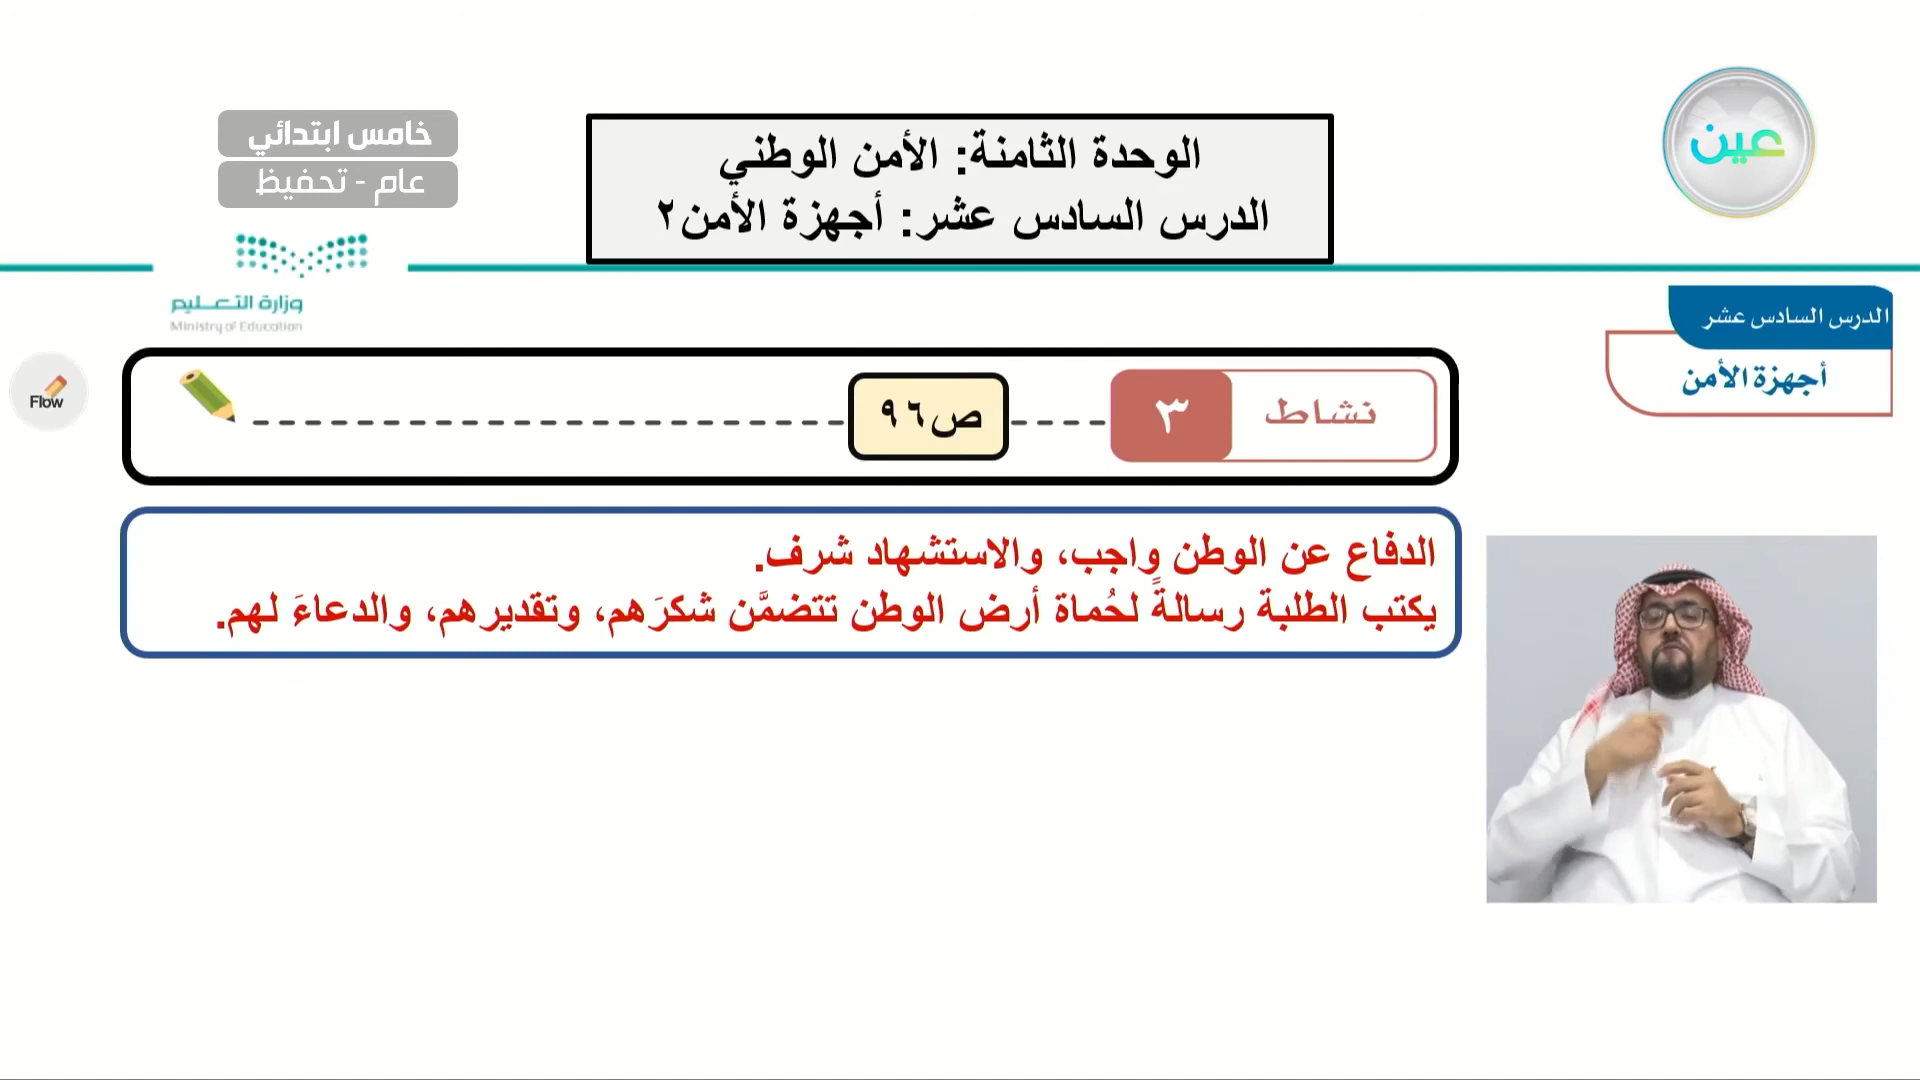 خامس ابتدائي
عام - تحفيظ
الوحدة الثامنة: الأمن الوطني
الدرس السادس عشر: أجهزة الأمن٢
عين
وزارة التعليم
Ministry of Education
الدرس السادس عشر
أجهزة الأمن
Flow
نشاط ٣
ص٩٦
الدفاع عن الوطن واجب، والاستشهاد شرف.
يكتب الطلبة رسالةً لحُماة أرض الوطن تتضمَّن شكرَهم، وتقديرهم، والدعاءَ لهم.